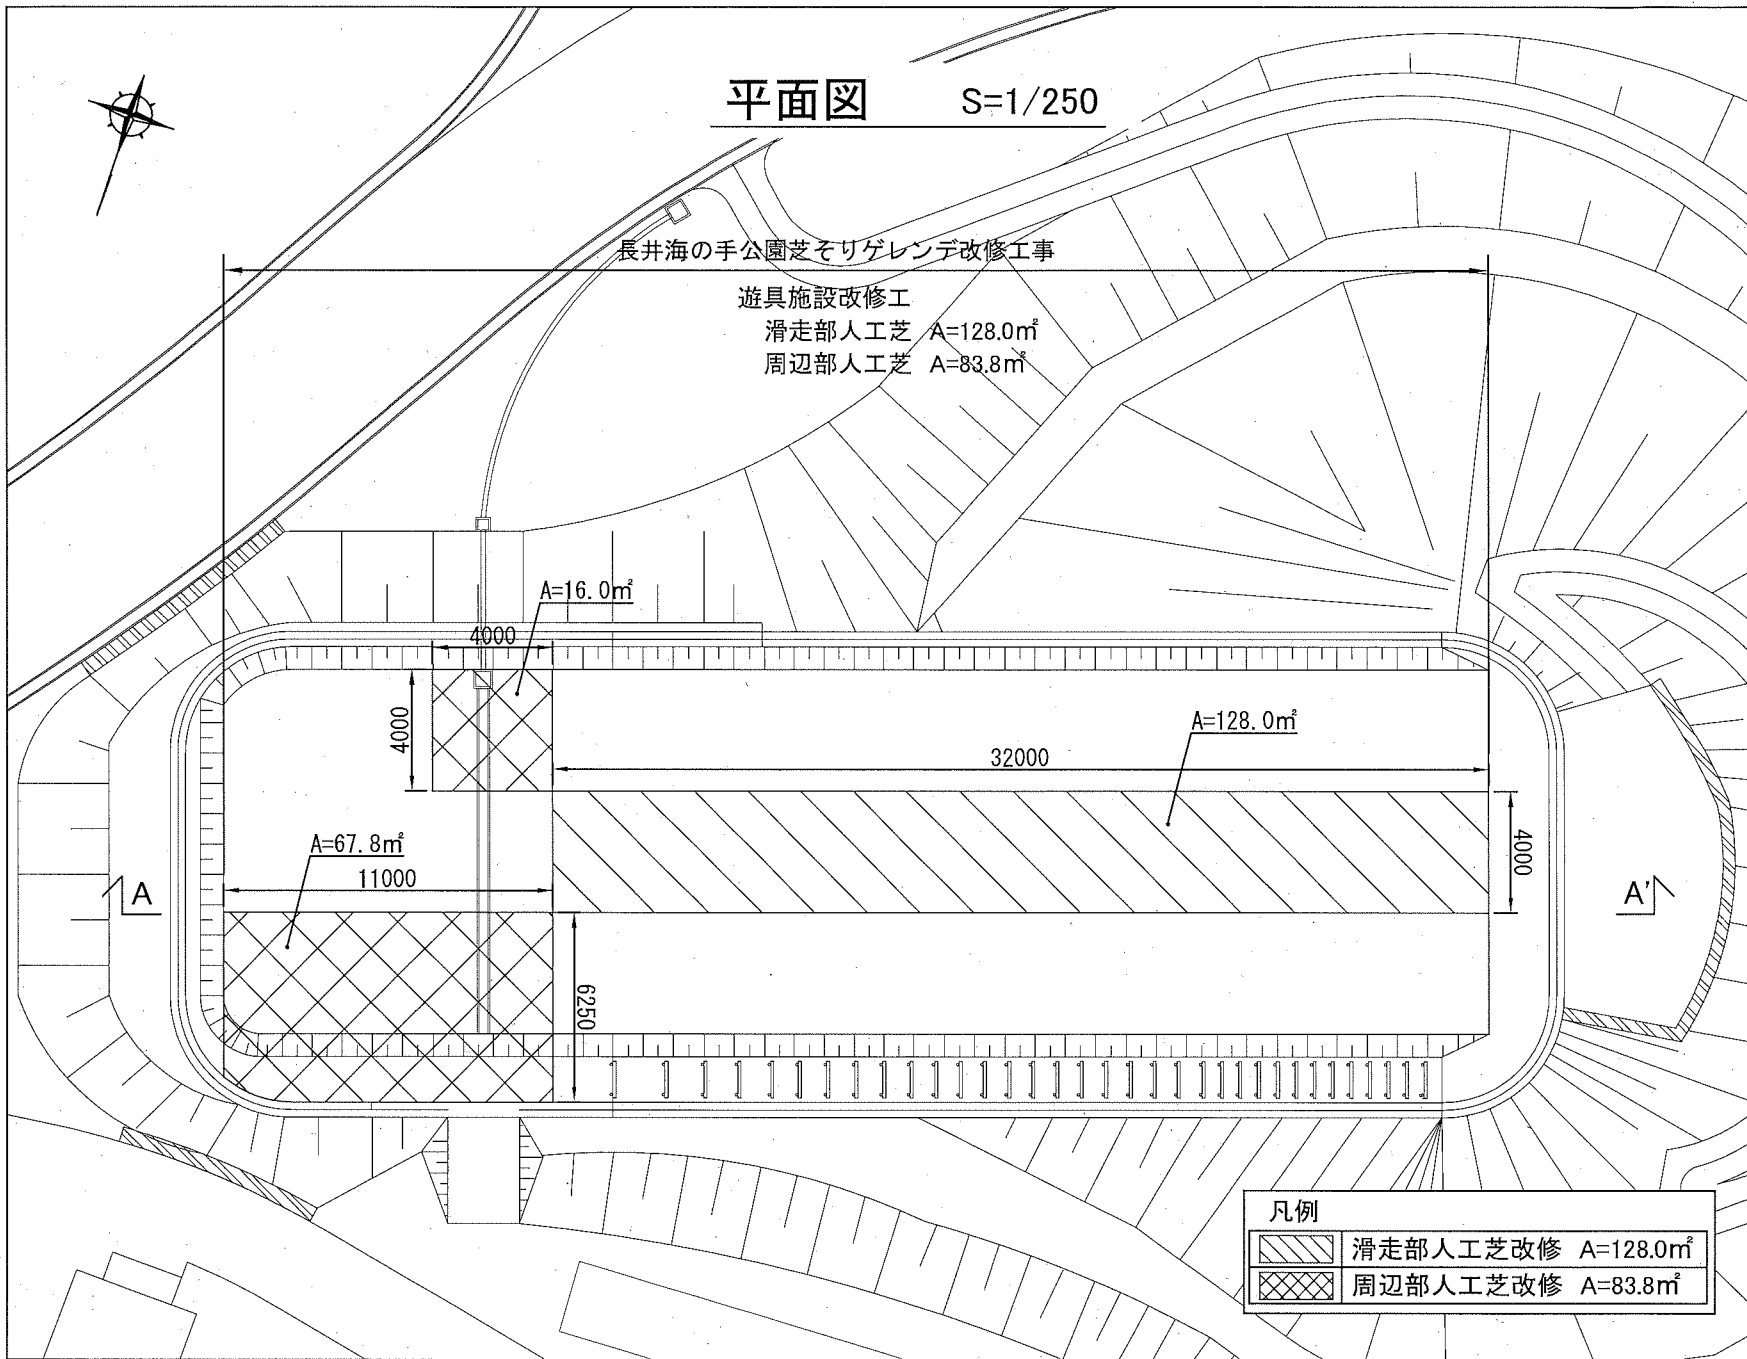 平面図 S=1/250
長井海の手公園芝そりゲレンデ改修工事
遊具施設改修工
滑走部人工芝 A=128.0㎡
周辺部人工芝 A=83.8㎡
A=16.0㎡
4000
4000
A=128.0㎡
32000
4000
A=67.8㎡
11000
A
A'
6250
凡例
滑走部人工芝改修 A=128.0㎡
周辺部人工芝改修 A=83.8㎡